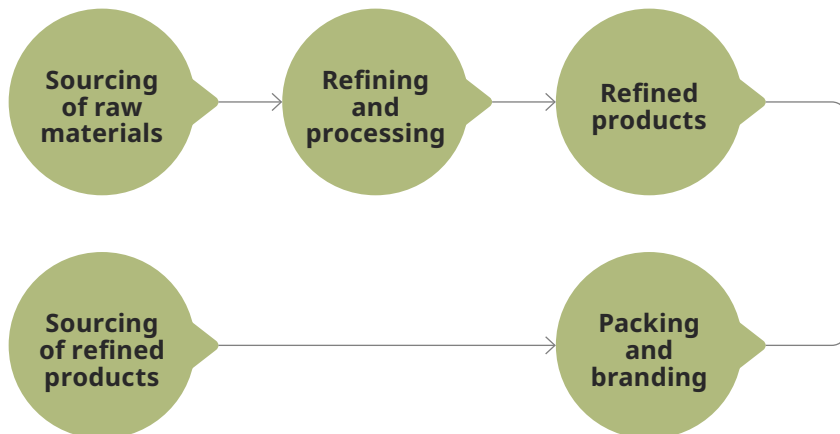 Sourcing
of raw
materials
Refining
and
processing
Refined
products
Sourcing
of refined
products
Packing
and
branding